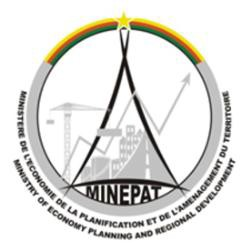 MINISTERE DE L'ECONOMIE DE LA PLANIFICATION ET DE L'AMENAGEMENT DU TERRITOIRE
MINISTRY OF ECONOMY PLANNING AND REGIONAL DEVELOPMENT
MINEPAT